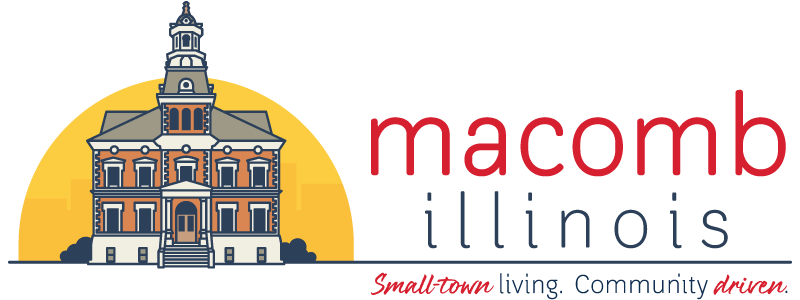 macomb
illinois
Small-town living. Community driven.